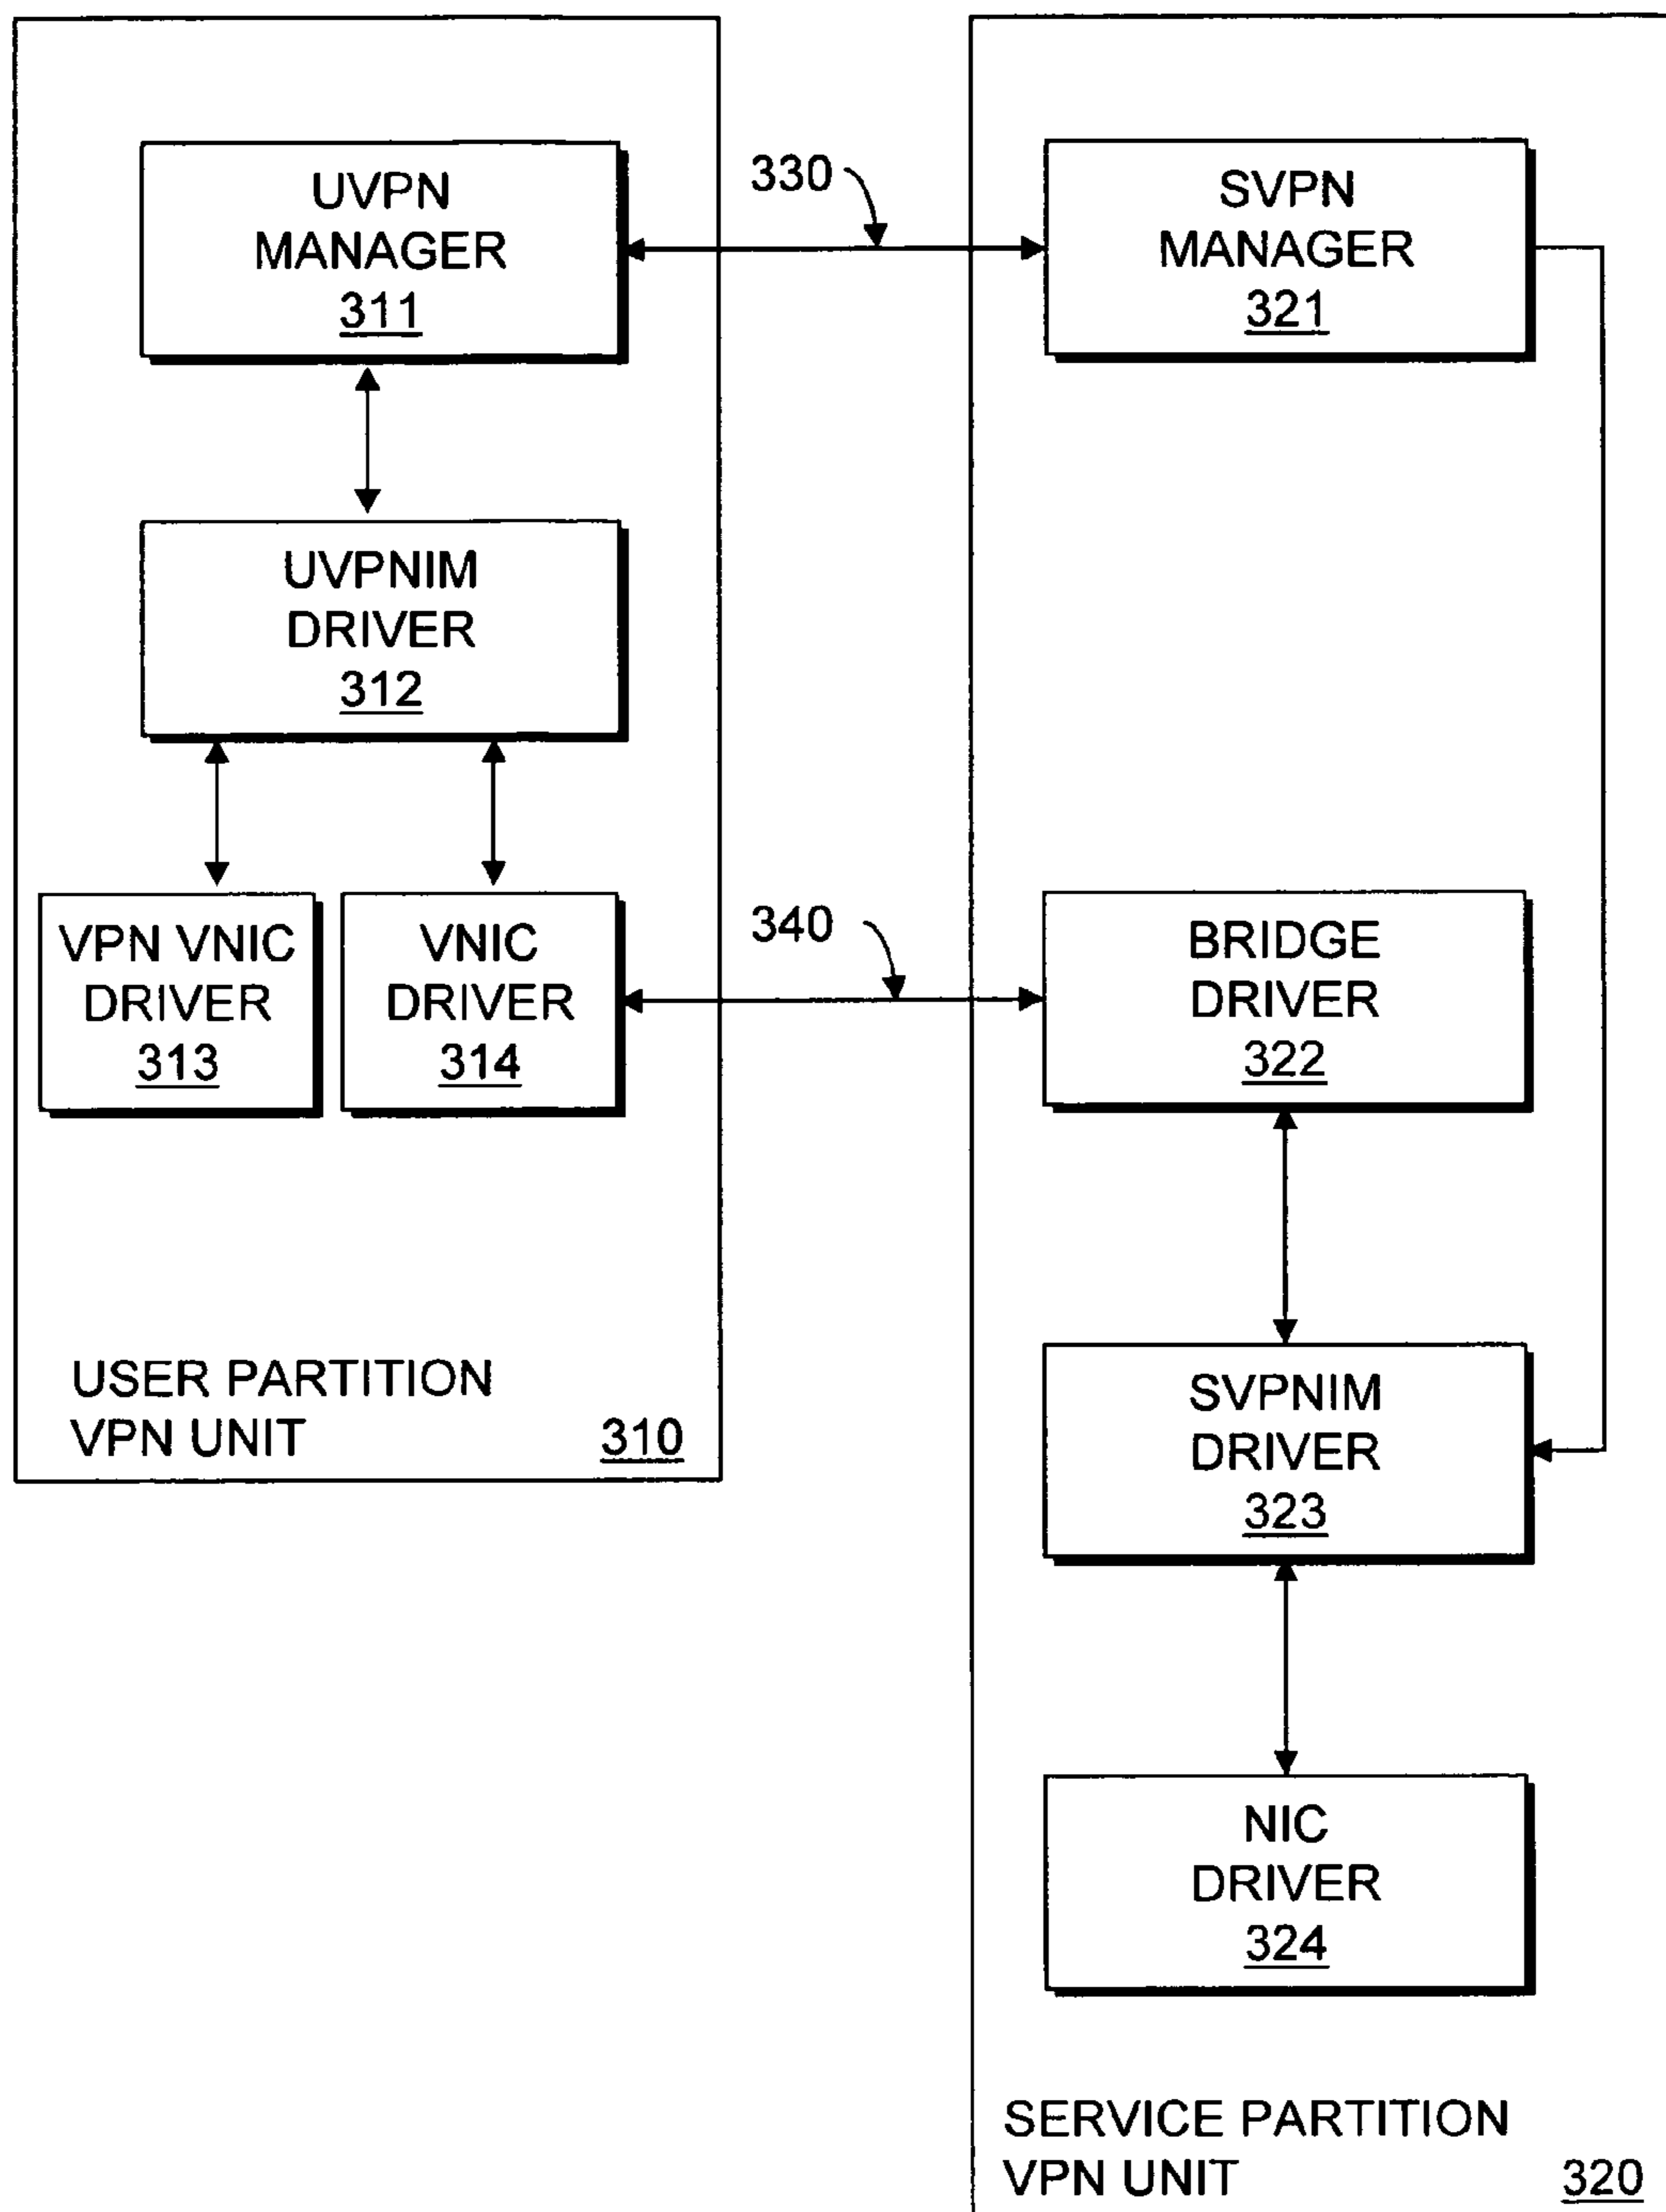 UVPN
MANAGER
311
330
SVPN
MANAGER
321
UVPNIM
DRIVER
312
VPN VNIC
DRIVER
313
VNIC
DRIVER
314
340
BRIDGE
DRIVER
322
USER PARTITION
VPN UNIT
310
SVPNIM
DRIVER
323
NIC
DRIVER
324
SERVICE PARTITION
VPN UNIT
320